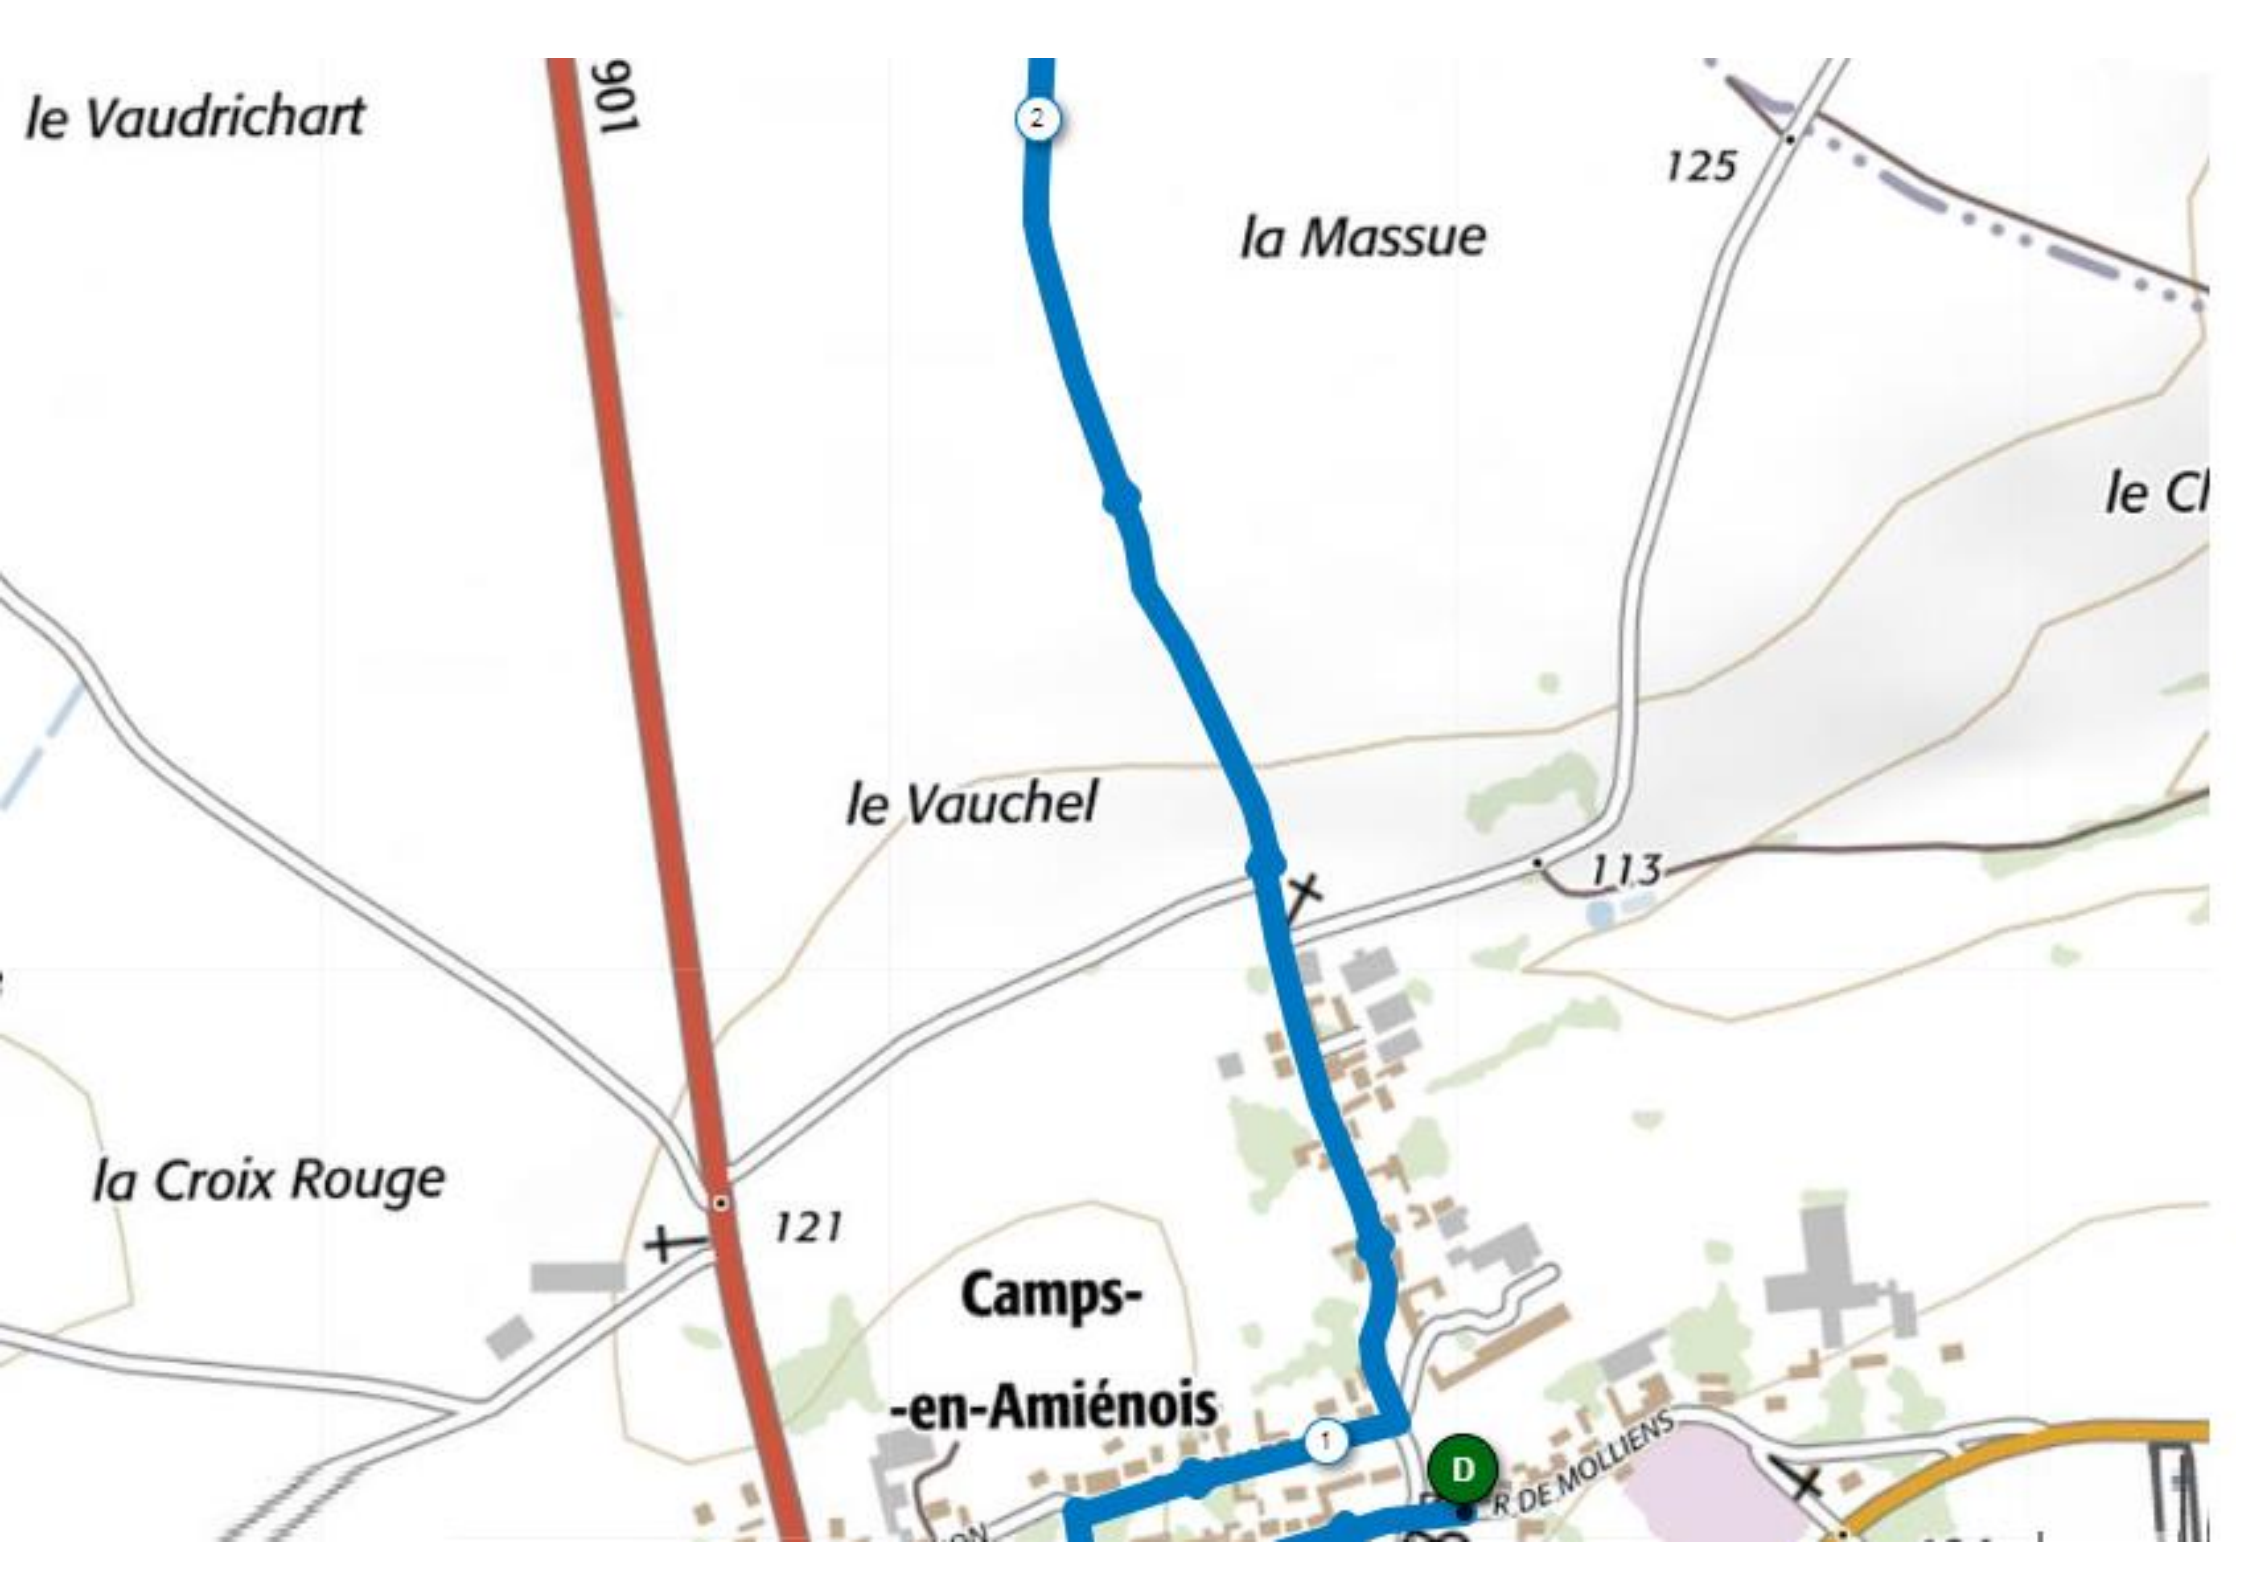 901
2
le Vaudrichart
125
la Massue
le Cl
le Vauchel
113
la Croix Rouge
121
Camps-
-en-Amiénois
1
D
R DE MOLLIENS
ON